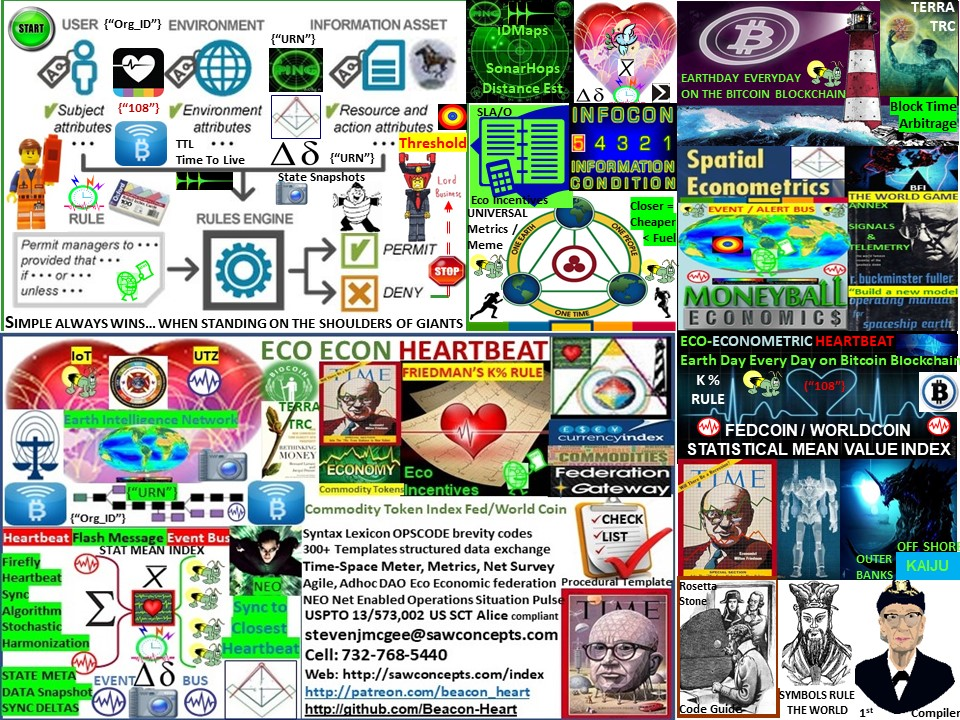 START
USER {“Org_ID”}
ENVIRONMENT
INFORMATION ASSET
{“URN”}
Subject
attributes
{“108”}
Environment
attributes
Resource and
action attributes
TTL
Time To Live
Δ δ
{“URN”}
Threshold
State Snapshots
Lord
Business
RULE
RULES ENGINE
Permit managers to • • •
provided that • • •
if • • • or • • •
unless • • •
PERMIT
DENY
STOP
SIMPLE ALWAYS WINS... WHEN STANDING ON THE SHOULDERS OF GIANTS
IDMaps
SonarHops
Distance Est
X
Δ δ
SLA/O
Eco Incentives
INFOCON
5 4 3 2 1
INFORMATION
CONDITION
UNIVERSAL
Metrics /
Meme
Closer =
Cheaper
< Fuel
ONE EARTH
ONE PEOPLE
ONE TIME
TERRA
TRC
EARTHDAY EVERYDAY
ON THE BITCOIN BLOCKCHAIN
Block Time
Arbitrage
Spatial
Econometrics
BFI
THE WORLD GAME
EVENT / ALERT BUS
ANNEX
SIGNALS
&
TELEMETRY
r. buckminster fuller
"Build a new model
operating manual
for
spaceship earth
MONEYBALL
ECONOMICS
ECO-ECONOMETRIC HEARTBEAT
Earth Day Every Day on Bitcoin Blockchain
K %
RULE
{“108”}
FEDCOIN / WORLDCOIN
STATISTICAL MEAN VALUE INDEX
TIME
OUTER
BANKS
OFF SHORE
KAIJU
Rosetta
Stone
Code Guide
SYMBOLS RULE
THE WORLD
1st Compiler
IoT
UTZ
Earth Intelligence Network
{“URN”}
{“Org_ID”}
ECO ECON HEARTBEAT
BIOCOIN
TERRA
TRC
RETHINKING
MONEY
TIME
ECONOMY
Commodity Tokens
FRIEDMAN'S K% RULE
Eco
Incentives
currencyindex
COMMODITIES
Federation
Gateway
Commodity Token Index Fed/World Coin
CHECK
LIST
Procedural Template
Heartbeat Flash Message Event Bus
STAT MEAN INDEX
Firefly
Heartbeat
Sync
Algorithm
Stochastic
Harmonization
Σ
X
STATE META
DATA Snapshot
SYNC DELTAS
EVENT Δ δ BUS
NEO
Sync to
Closest
Heartbeat
Syntax Lexicon OPSCODE brevity codes
300+ Templates structured data exchange
Time-Space Meter, Metrics, Net Survey
Agile, Adhoc DAO Eco Economic federation
NEO Net Enabled Operations Situation Pulse
USPTO 13/573,002 US SCT Alice compliant
stevenjmcgee@sawconcepts.com
Cell: 732-768-5440
Web: http://sawconcepts.com/index
http://patreon.com/beacon_heart
http://github.com/Beacon-Heart
TIME